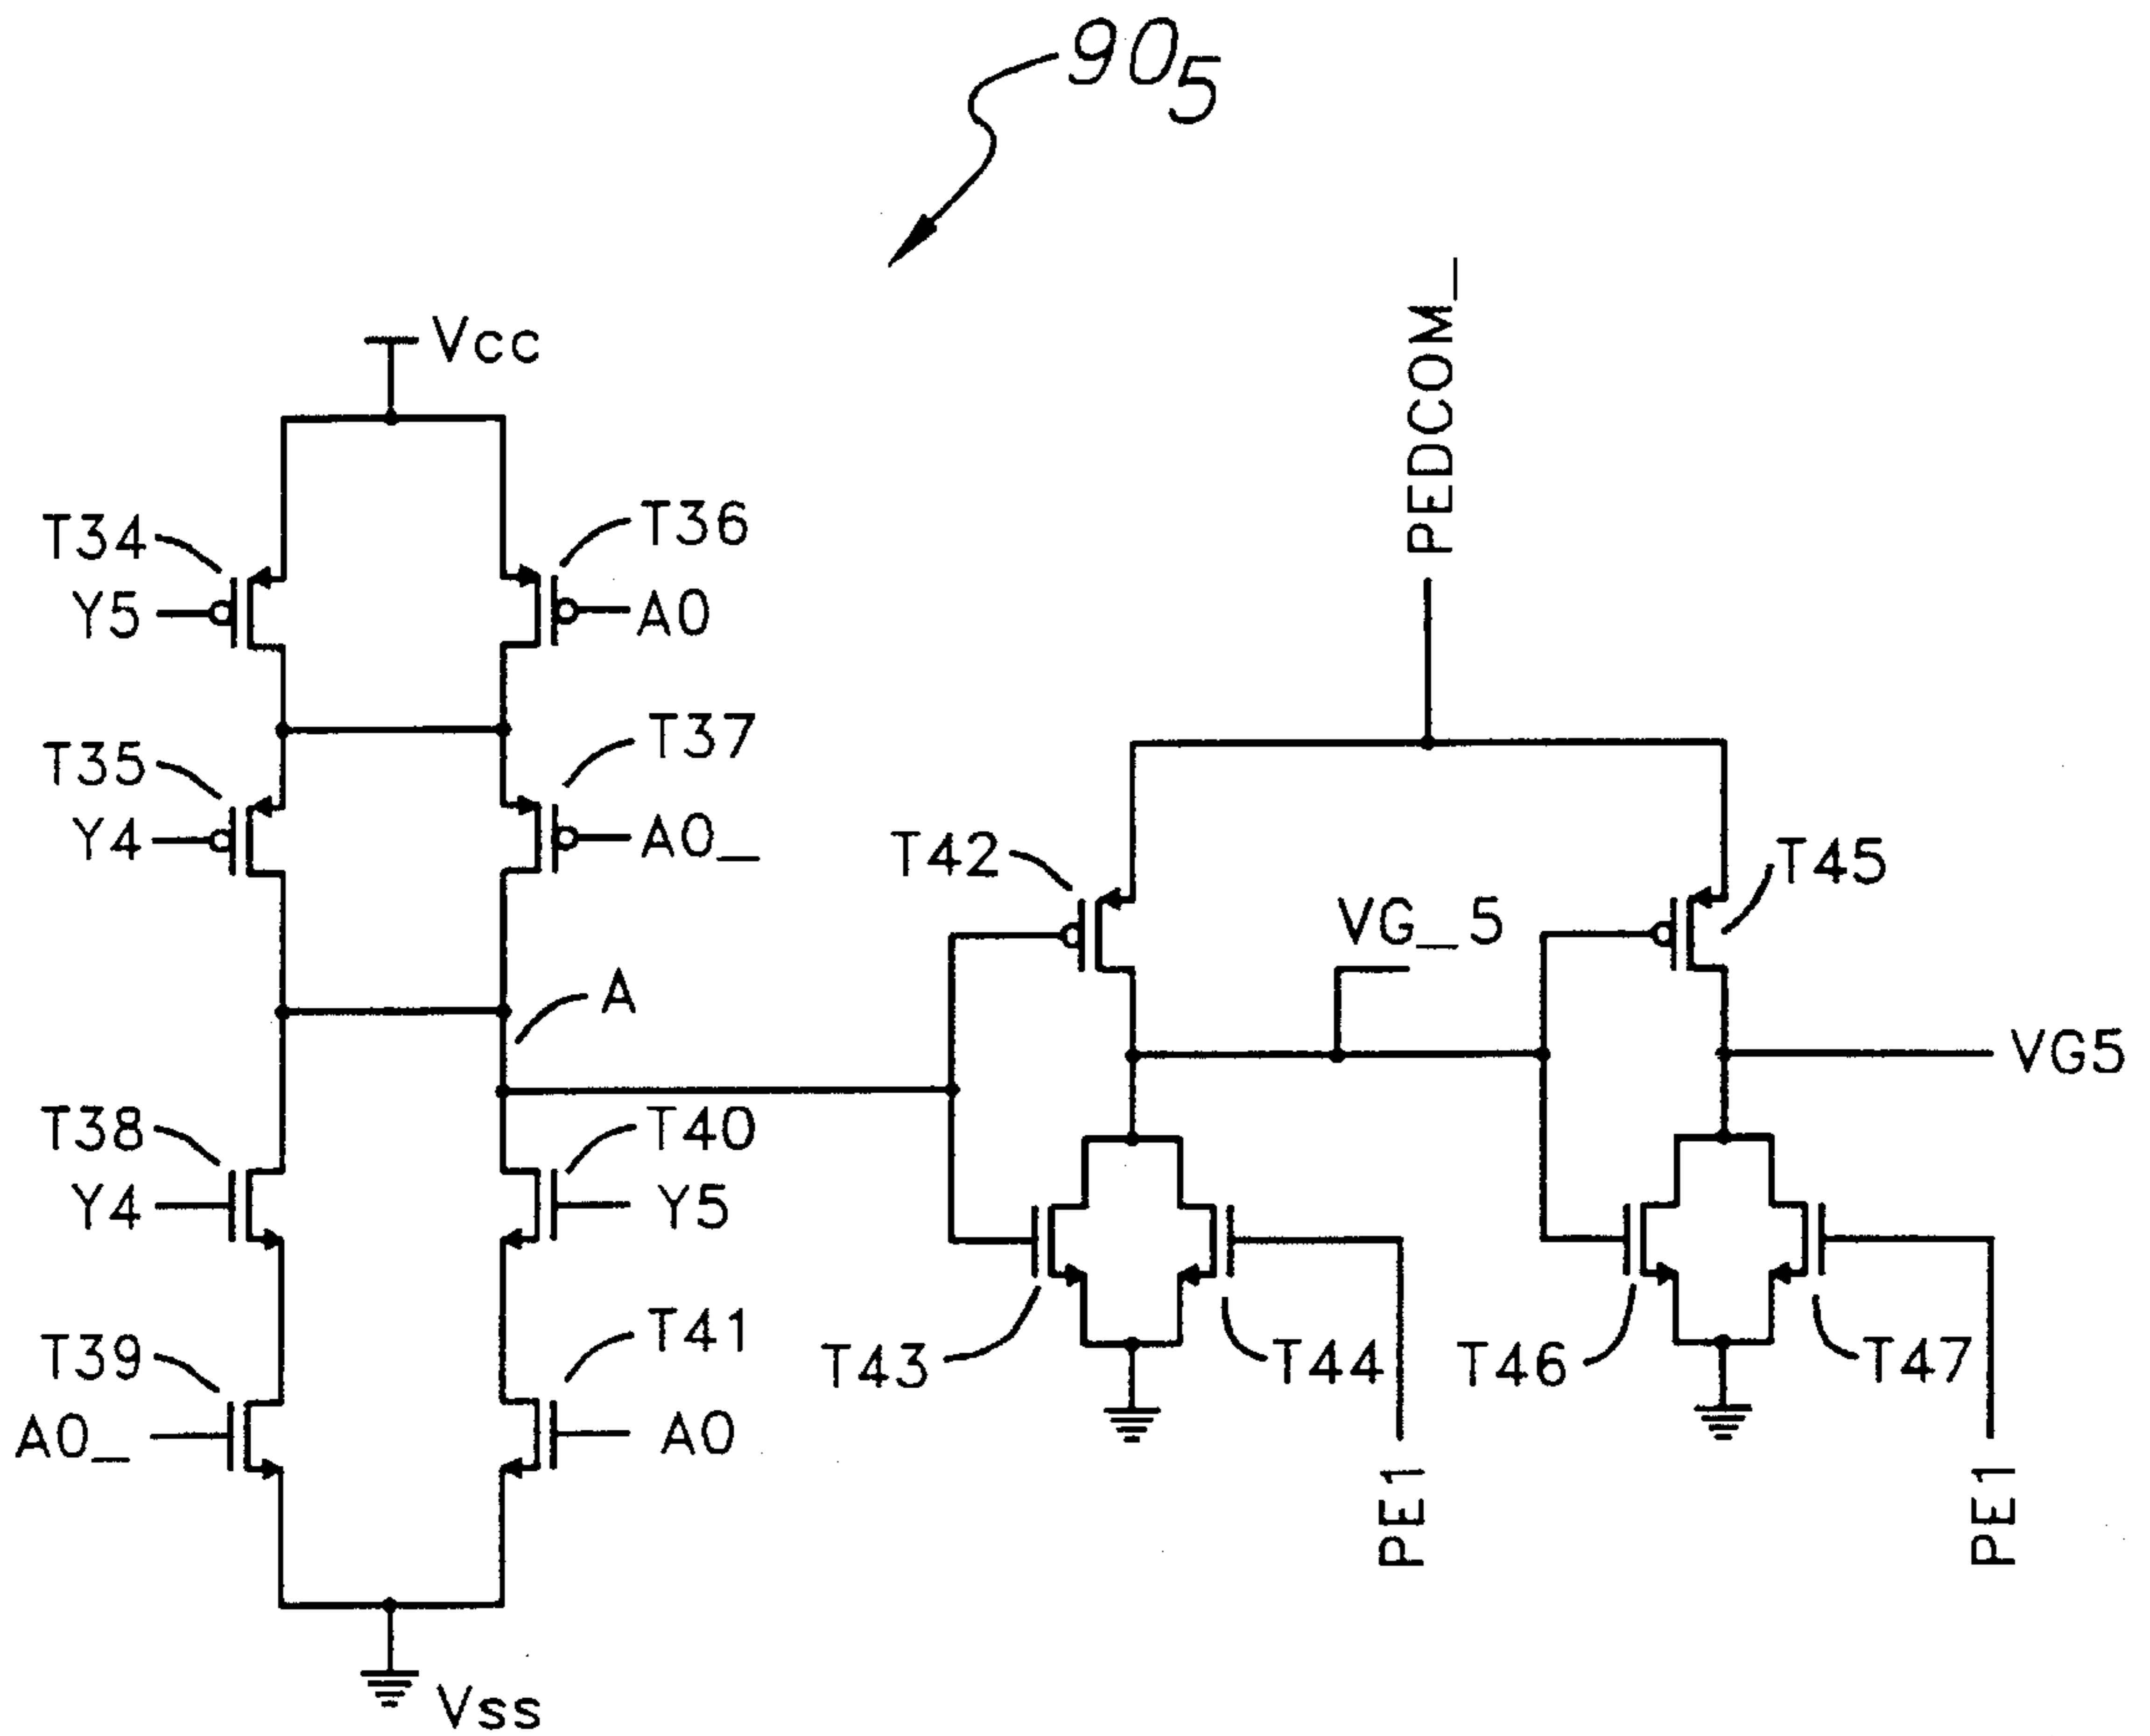 905
Vcc
PEDCOM_
T34
T36
Y5
A0
T35
T37
Y4
A0_
T42
T45
VG_5
A
VG5
T38
T40
Y4
Y5
T39
T41
A0_
A0
T43
T44
T46
T47
PE1
PE1
Vss